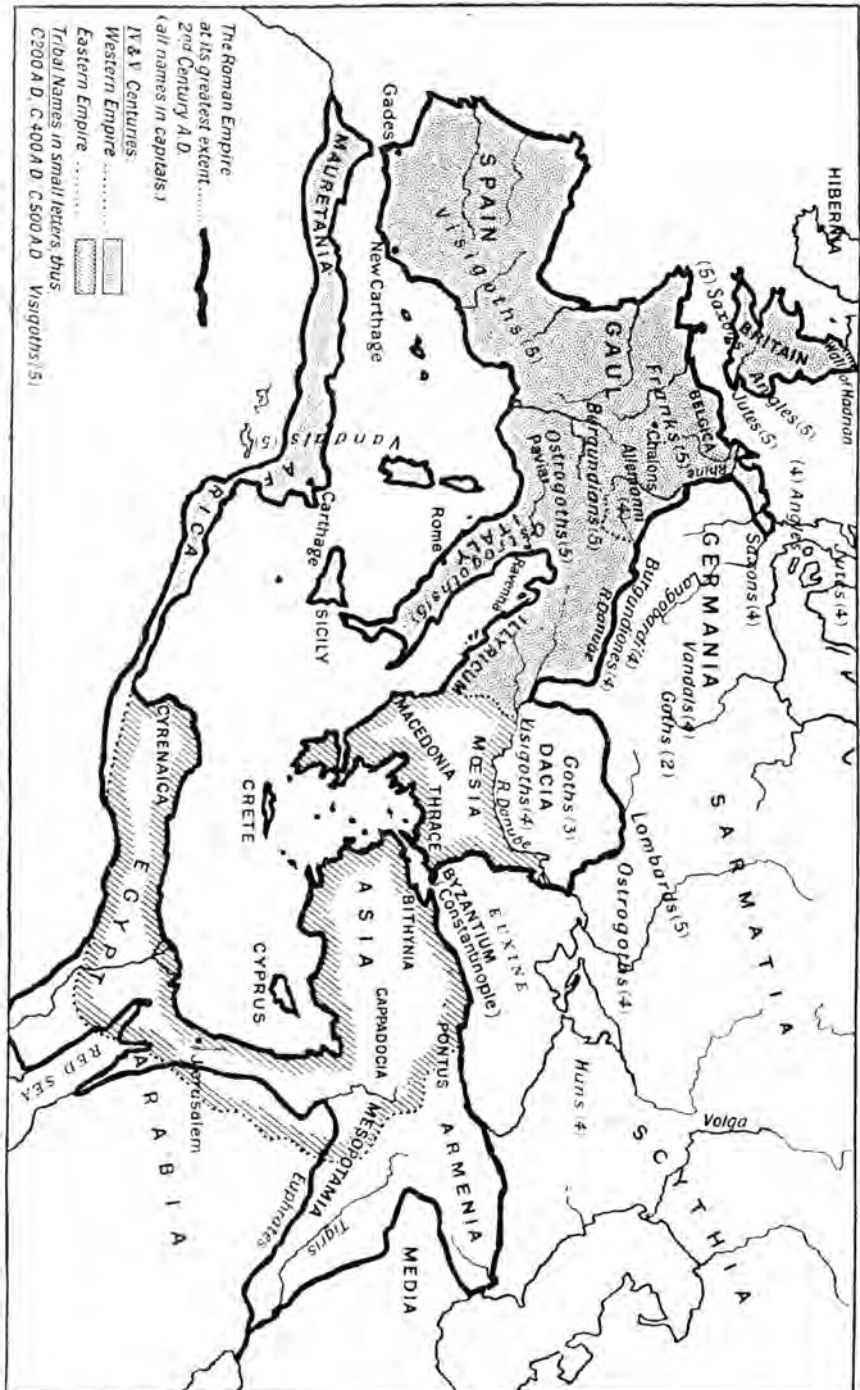 HIBERNIA
BRITAIN
Wall of Hadrian
(5) Saxons
Angles (5)
Jutes (5)
(4) Angles
Jutes (4)
Saxons (4)
BELGICA
Rhine
GERMANIA
Langobardi (4)
Vandals (4)
Burgundiones (4)
Goths (2)
SARMATIA
Lombards (5)
Ostrogoths (4)
SCYTHIA
Volga
Huns (4)
GAUL
Franks (5)
Chalons
Allemanni
(4)
Burgundians (5)
R. Danube
Ostrogoths (5)
Pavia
SPAIN
Visigoths (5)
Gades
New Carthage
ITALY
Ostrogoths (5)
Ravenna
Rome
ILLYRICUM
Goths (3)
DACIA
Visigoths (4)
R. Danube
MŒSIA
MACEDONIA
THRACE
EUXINE
BYZANTIUM
(Constantinople)
BITHYNIA
PONTUS
ARMENIA
ASIA
CAPPADOCIA
MESOPOTAMIA
MEDIA
Tigris
Euphrates
MAURETANIA
Vandals (5)
AFRICA
Carthage
SICILY
CRETE
CYPRUS
CYRENAICA
EGYPT
Jerusalem
ARABIA
RED SEA
The Roman Empire
at its greatest extent
2nd Century A.D.
(all names in capitals.)
IV & V Centuries.
Western Empire
Eastern Empire
Tribal Names in small letters, thus
C200 A.D, C 400 A.D, C 500 A.D Visigoths (5)